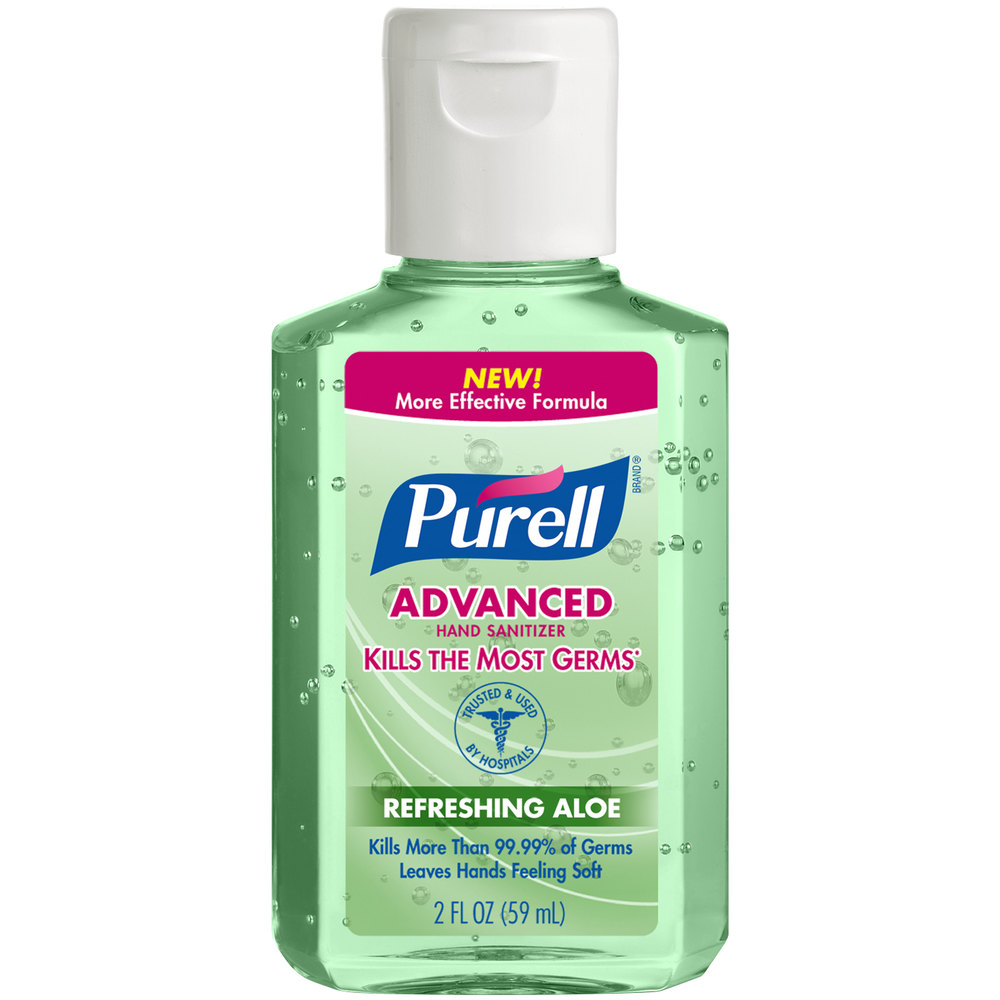 NEW!
More Effective Formula
Purell
BRAND®
ADVANCED
HAND SANITIZER
KILLS THE MOST GERMS*
TRUSTED & USED
BY HOSPITALS
REFRESHING ALOE
Kills More Than 99.99% of Germs
Leaves Hands Feeling Soft
2 FL OZ (59 mL)